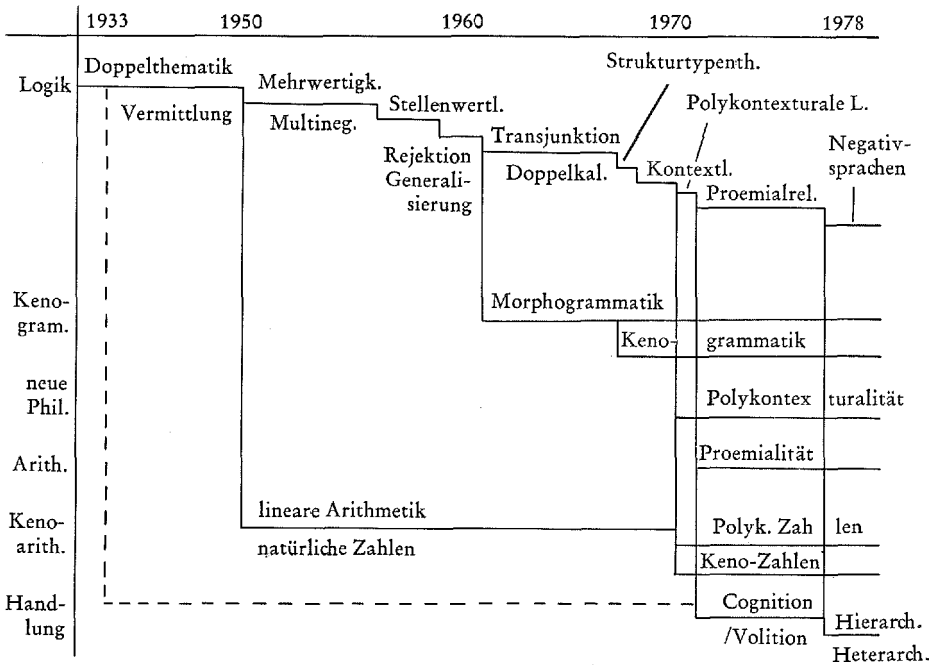 1933 1950 1960 1970 1978
Strukturtypenth.
Logik
Doppelthematik
Mehrwertigk.
Stellenwertl.
Polykontexturale L.
Vermittlung
Multineg.
Transjunktion
Negativ-
sprachen
Rejektion
Generali-
sierung
Doppelkal.
Kontextl.
Proemialrel.
Keno-
gram.
Morphogrammatik
Keno- grammatik
neue
Phil.
Polykontex turalität
Arith.
Proemialität
lineare Arithmetik
Keno-
arith.
Polyk. Zah len
natürliche Zahlen
Keno-Zahlen
Hand-
lung
Cognition
/Volition
Hierarch.
Heterarch.